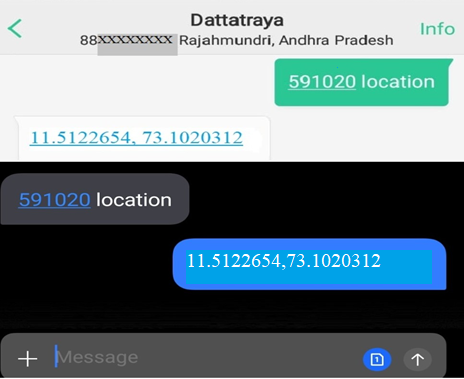 Dattatraya
Info
88xxxxxxxx Rajahmundri, Andhra Pradesh
591020 location
11.5122654, 73.1020312
591020 location
11.5122654,73.1020312
Message
1